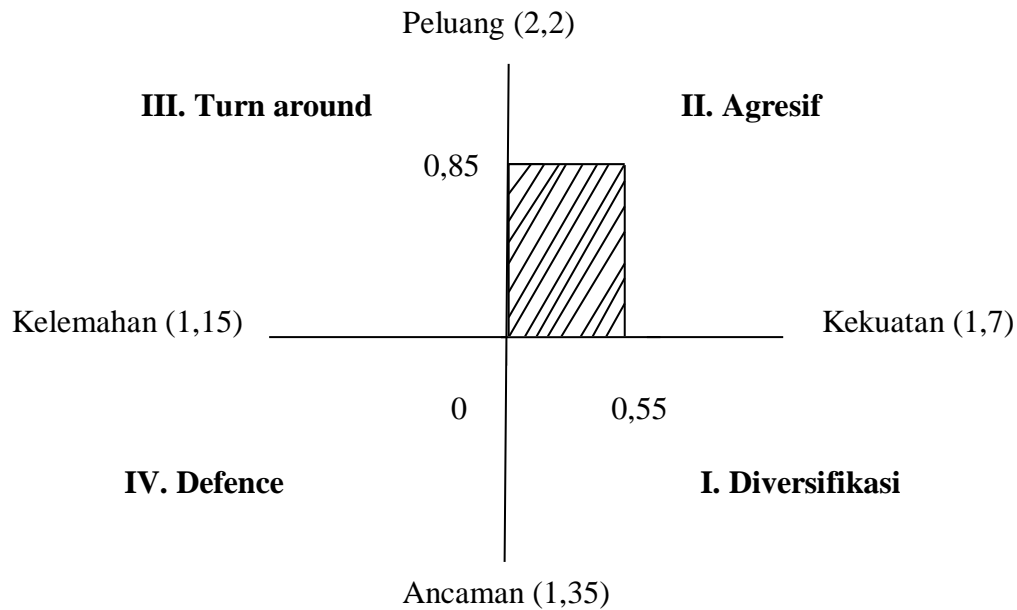 Peluang (2,2)
III. Turn around
II. Agresif
0,85
Kelemahan (1,15)
Kekuatan (1,7)
0
0,55
IV. Defence
I. Diversifikasi
Ancaman (1,35)